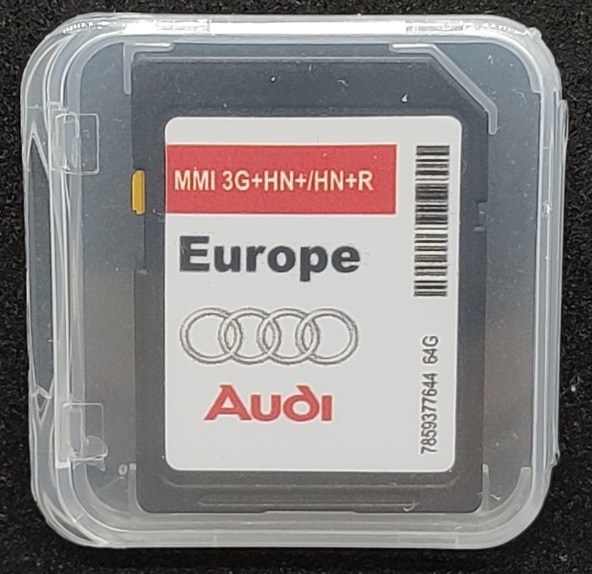 MMI 3G+HN+/HN+R
Europe
Audi
7859377644 64G